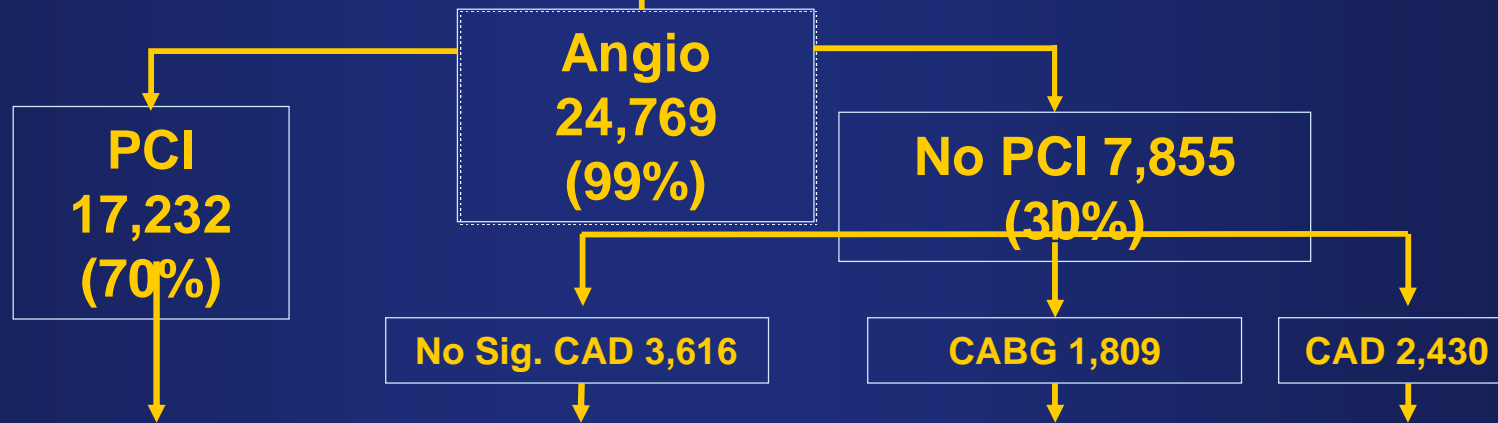 Angio
24,769
(99%)
PCI
17,232
(70%)
No PCI 7,855
(30%)
No Sig. CAD 3,616
CABG 1,809
CAD 2,430